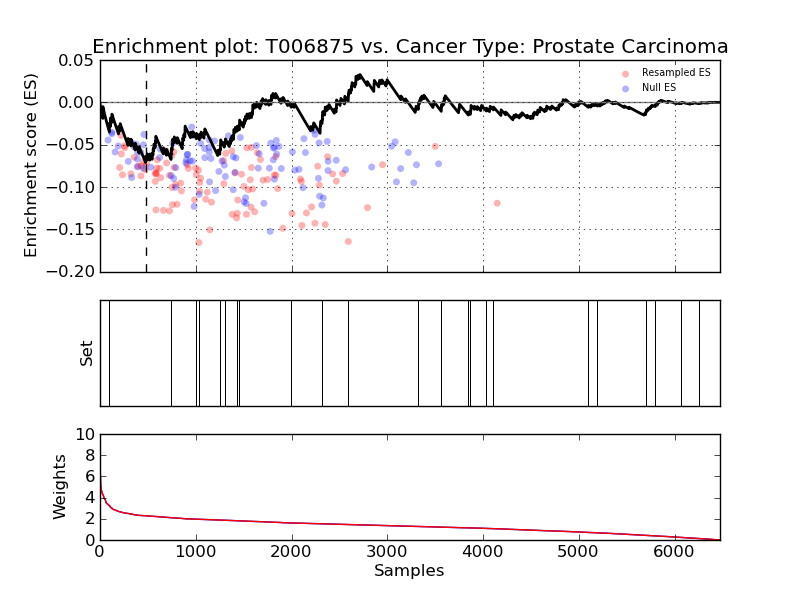 Enrichment plot: T006875 vs. Cancer Type: Prostate Carcinoma
Enrichment score (ES)
0.05
0.00
−0.05
−0.10
−0.15
−0.20
Resampled ES
Null ES
Set
Weights
10
8
6
4
2
0
0 1000 2000 3000 4000 5000 6000
Samples